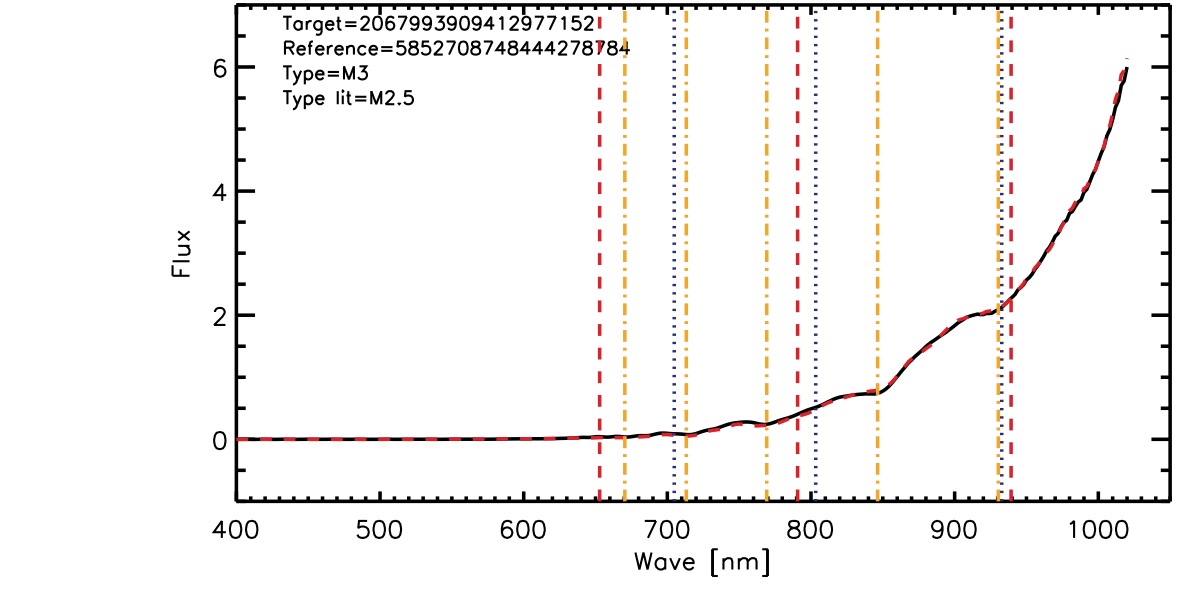 Target=2067993909412977152
Reference=5852708748444278784
Type=M3
Type lit=M2.5
6
4
2
0
Flux
400 500 600 700 800 900 1000
Wave [nm]